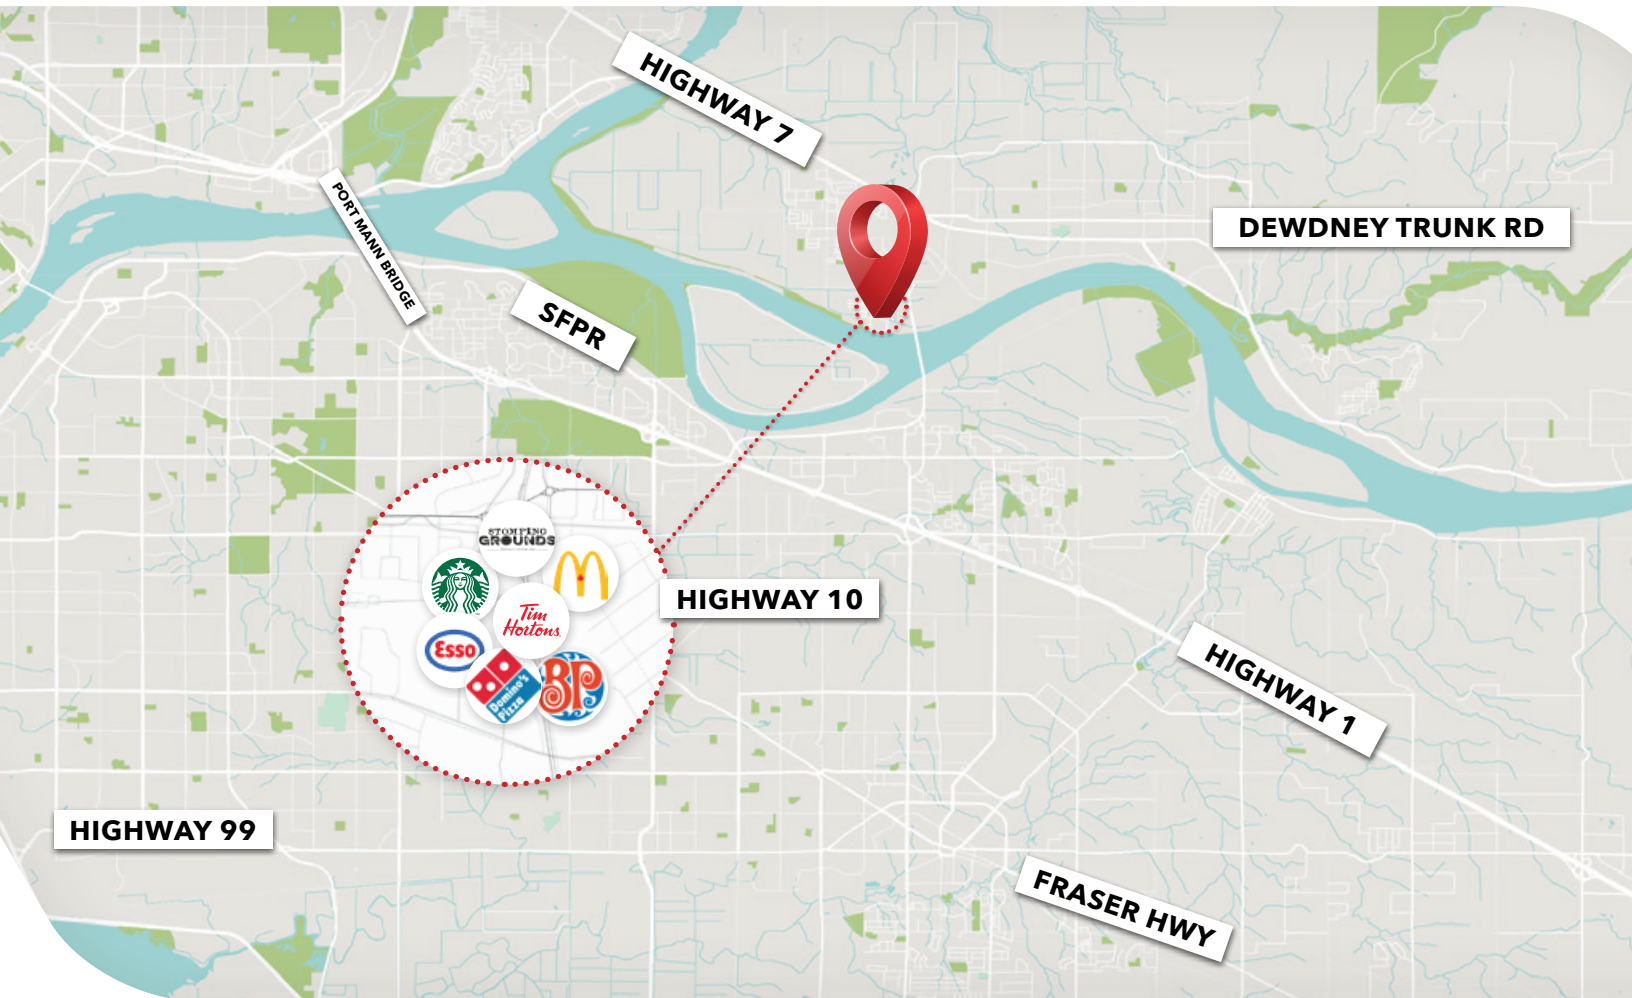 HIGHWAY 7
PORT MANN BRIDGE
DEWDNEY TRUNK RD
SFPR
STOMPING
GROUNDS
Tim
Hortons
HIGHWAY 10
Esso
Domino's
Pizza
BP
HIGHWAY 1
HIGHWAY 99
FRASER HWY